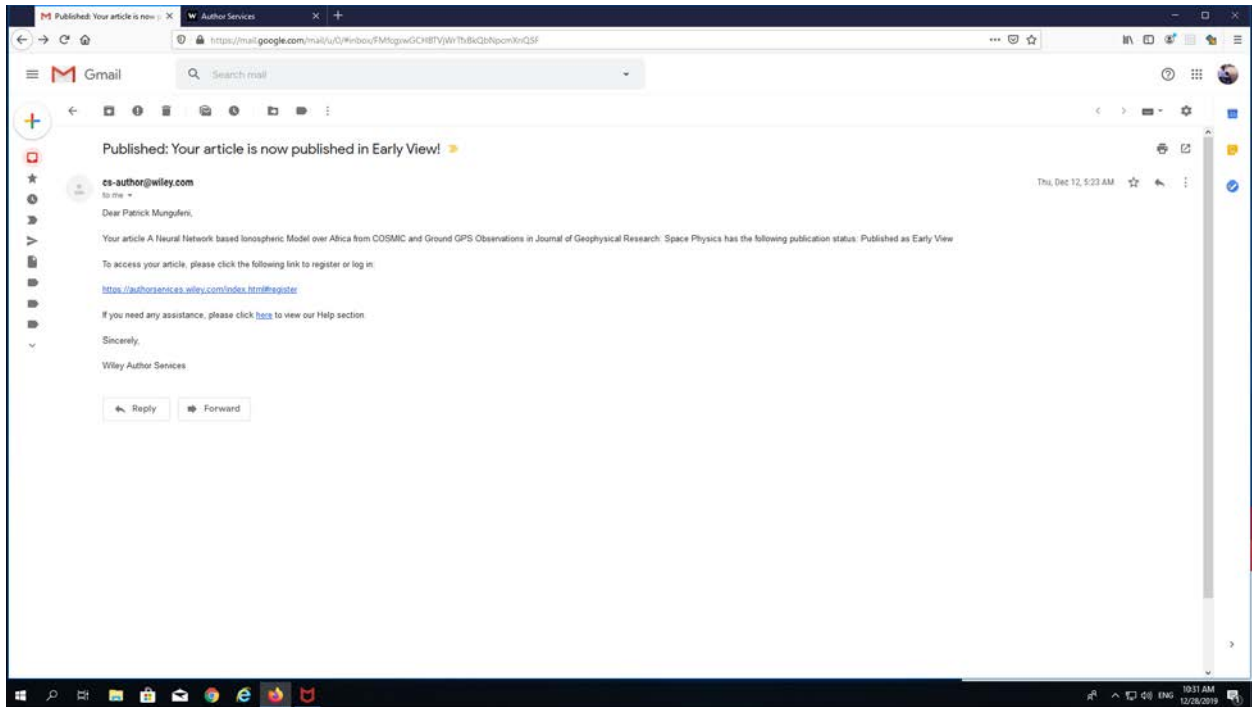 Published: Your article is now p
Author Services
https://mail.google.com/mail/u/0/#inbox/
Gmail
Search mail
Published: Your article is now published in Early View!
cs-author@wiley.com
Thu, Dec 12, 5:23 AM
to me
Dear Patrick Mungufeni,
Your article A Neural Network based Ionospheric Model over Africa from COSMIC and Ground GPS Observations in Journal of Geophysical Research: Space Physics has the following publication status: Published as Early View
To access your article, please click the following link to register or log in:
https://authorservices.wiley.com/index.html#register
If you need any assistance, please click here to view our Help section.
Sincerely,
Wiley Author Services
Reply
Forward
ENG
10:31 AM
12/28/2019